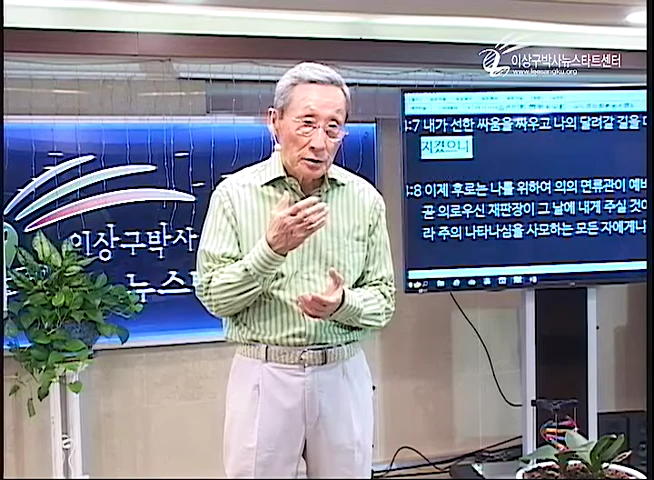 이상구박사뉴스타트센터
www.leesangku.org
1:7 내가 선한 싸움을 싸우고 나의 달려갈 길을
지켰으니
1:8 이제 후로는 나를 위하여 의의 면류관이 예비
곧 의로우신 재판장이 그 날에 내게 주실 것이
라 주의 나타나심을 사모하는 모든 자에게니
이상구박사
뉴스